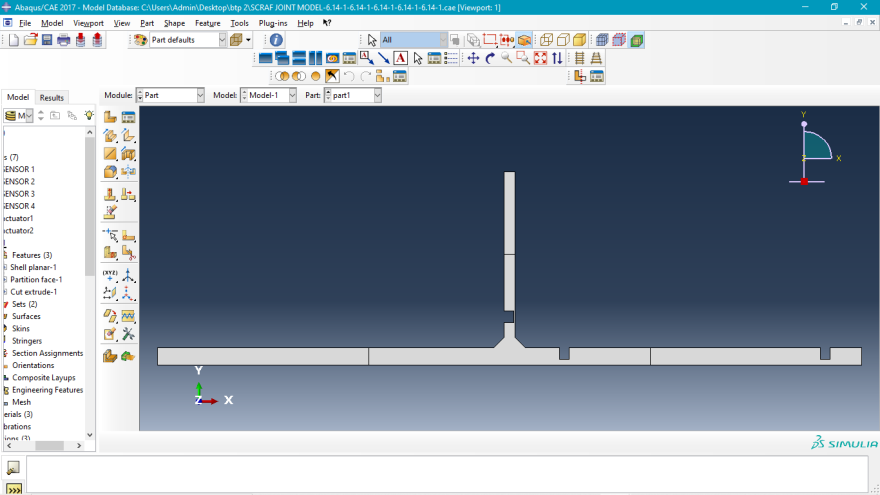 Abaqus/CAE 2017 - Model Database: C:\Users\Admin\Desktop\btp 2\SCRAF JOINT MODEL-6.14-1-6.14-1-6.14-1-6.14-1-6.14-1.cae [Viewport: 1]
File Model Viewport View Part Shape Feature Tools Plug-ins Help
Part defaults All
Model Results Module: Part Model: Model-1 Part: part1
M
s (7)
SENSOR 1
SENSOR 2
SENSOR 3
SENSOR 4
actuator1
actuator2
Features (3)
Shell planar-1
Partition face-1
Cut extrude-1
Sets (2)
Surfaces
Skins
Stringers
Section Assignments
Orientations
Composite Layups
Engineering Features
Mesh
erials (3)
brations
ions (3)
(XYZ)
Y
X
Z
Y
Z X
SIMULIA
>>>